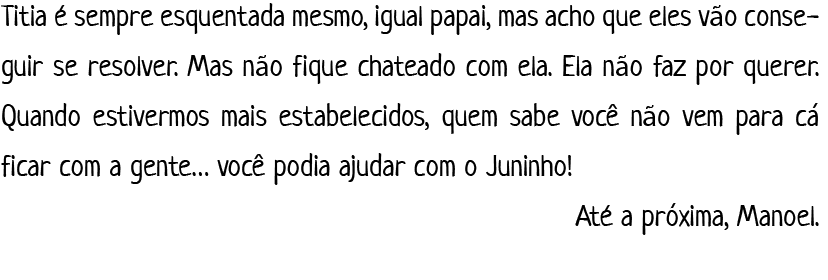 Titia é sempre esquentada mesmo, igual papai, mas acho que eles vão conse-
guir se resolver. Mas não fique chateado com ela. Ela não faz por querer.
Quando estivermos mais estabelecidos, quem sabe você não vem para cá
ficar com a gente... você podia ajudar com o Juninho!
Até a próxima, Manoel.